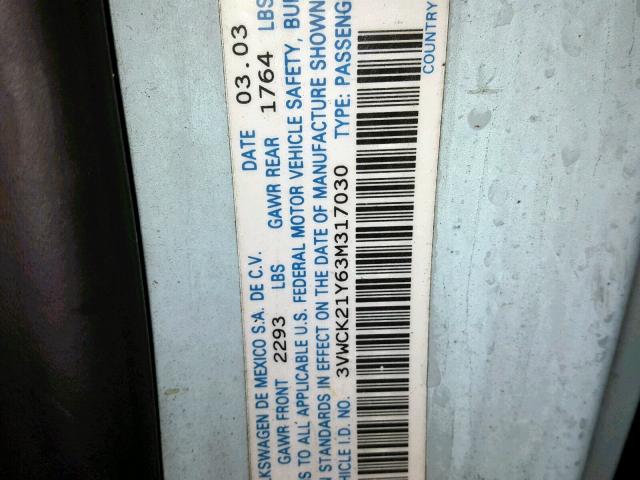 LKSWAGEN DE MEXICO S.A. DE C.V. DATE 03.03
GAWR FRONT 2293 LBS GAWR REAR 1764 LBS
S TO ALL APPLICABLE U.S. FEDERAL MOTOR VEHICLE SAFETY, BU
N STANDARDS IN EFFECT ON THE DATE OF MANUFACTURE SHOWN
EHICLE I.D. NO. 3VWCK21Y63M317030 TYPE: PASSENG
COUNTRY